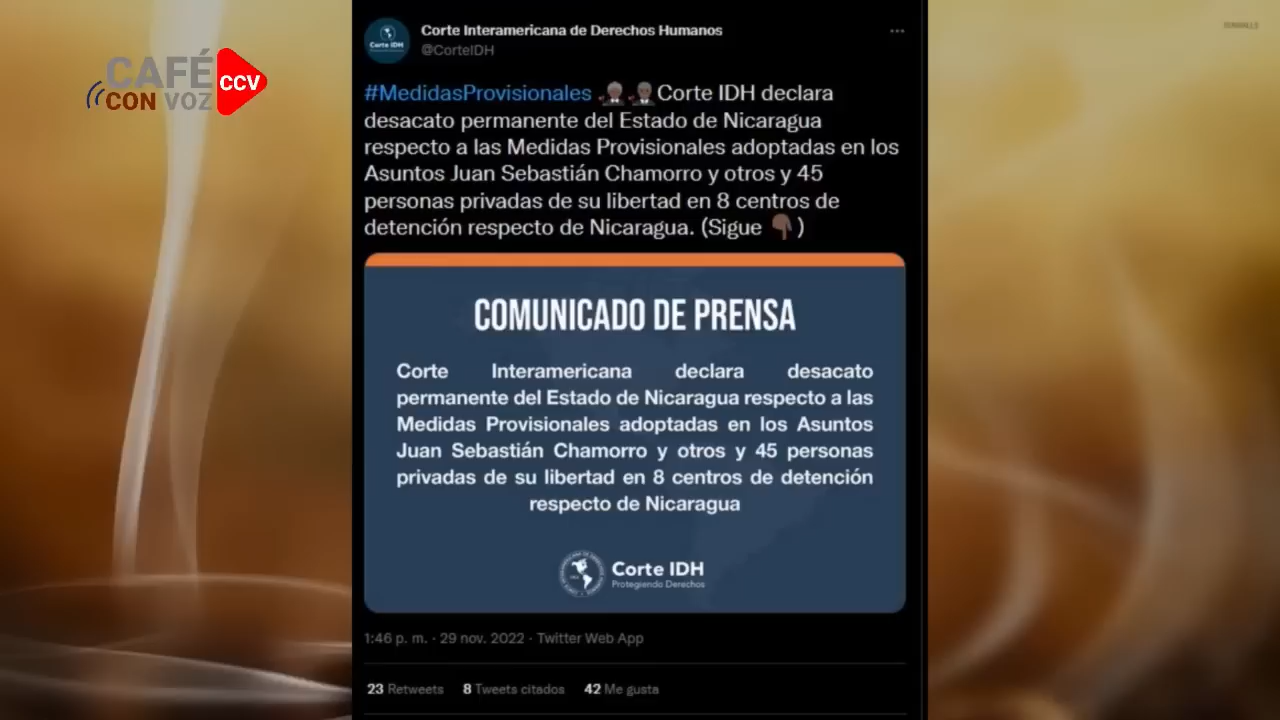 CAFÉ
CON VOZ
CCV
Corte Interamericana de Derechos Humanos
@CorteIDH
#MedidasProvisionales Corte IDH declara
desacato permanente del Estado de Nicaragua
respecto a las Medidas Provisionales adoptadas en los
Asuntos Juan Sebastián Chamorro y otros y 45
personas privadas de su libertad en 8 centros de
detención respecto de Nicaragua. (Sigue )
COMUNICADO DE PRENSA
Corte Interamericana declara desacato
permanente del Estado de Nicaragua respecto a las
Medidas Provisionales adoptadas en los Asuntos
Juan Sebastián Chamorro y otros y 45 personas
privadas de su libertad en 8 centros de detención
respecto de Nicaragua
Corte IDH
Protegiendo Derechos
1:46 p. m. · 29 nov. 2022 · Twitter Web App
23 Retweets 8 Tweets citados 42 Me gusta